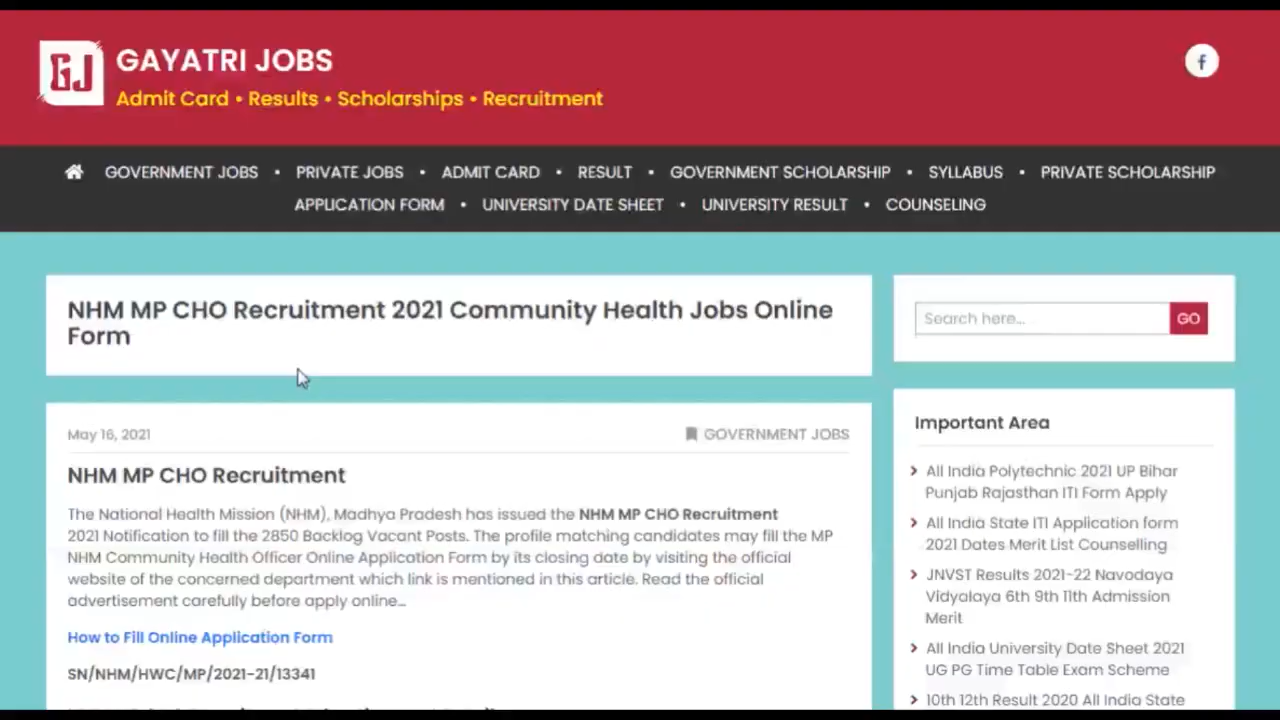 GJ
GAYATRI JOBS
Admit Card • Results • Scholarships • Recruitment
f
GOVERNMENT JOBS • PRIVATE JOBS • ADMIT CARD • RESULT • GOVERNMENT SCHOLARSHIP • SYLLABUS • PRIVATE SCHOLARSHIP
APPLICATION FORM • UNIVERSITY DATE SHEET • UNIVERSITY RESULT • COUNSELING
NHM MP CHO Recruitment 2021 Community Health Jobs Online
Form
May 16, 2021
GOVERNMENT JOBS
NHM MP CHO Recruitment
The National Health Mission (NHM), Madhya Pradesh has issued the NHM MP CHO Recruitment
2021 Notification to fill the 2850 Backlog Vacant Posts. The profile matching candidates may fill the MP
NHM Community Health Officer Online Application Form by its closing date by visiting the official
website of the concerned department which link is mentioned in this article. Read the official
advertisement carefully before apply online…
How to Fill Online Application Form
SN/NHM/HWC/MP/2021-21/13341
Search here...
GO
Important Area
All India Polytechnic 2021 UP Bihar
Punjab Rajasthan ITI Form Apply
All India State ITI Application form
2021 Dates Merit List Counselling
JNVST Results 2021-22 Navodaya
Vidyalaya 6th 9th 11th Admission
Merit
All India University Date Sheet 2021
UG PG Time Table Exam Scheme
10th 12th Result 2020 All India State